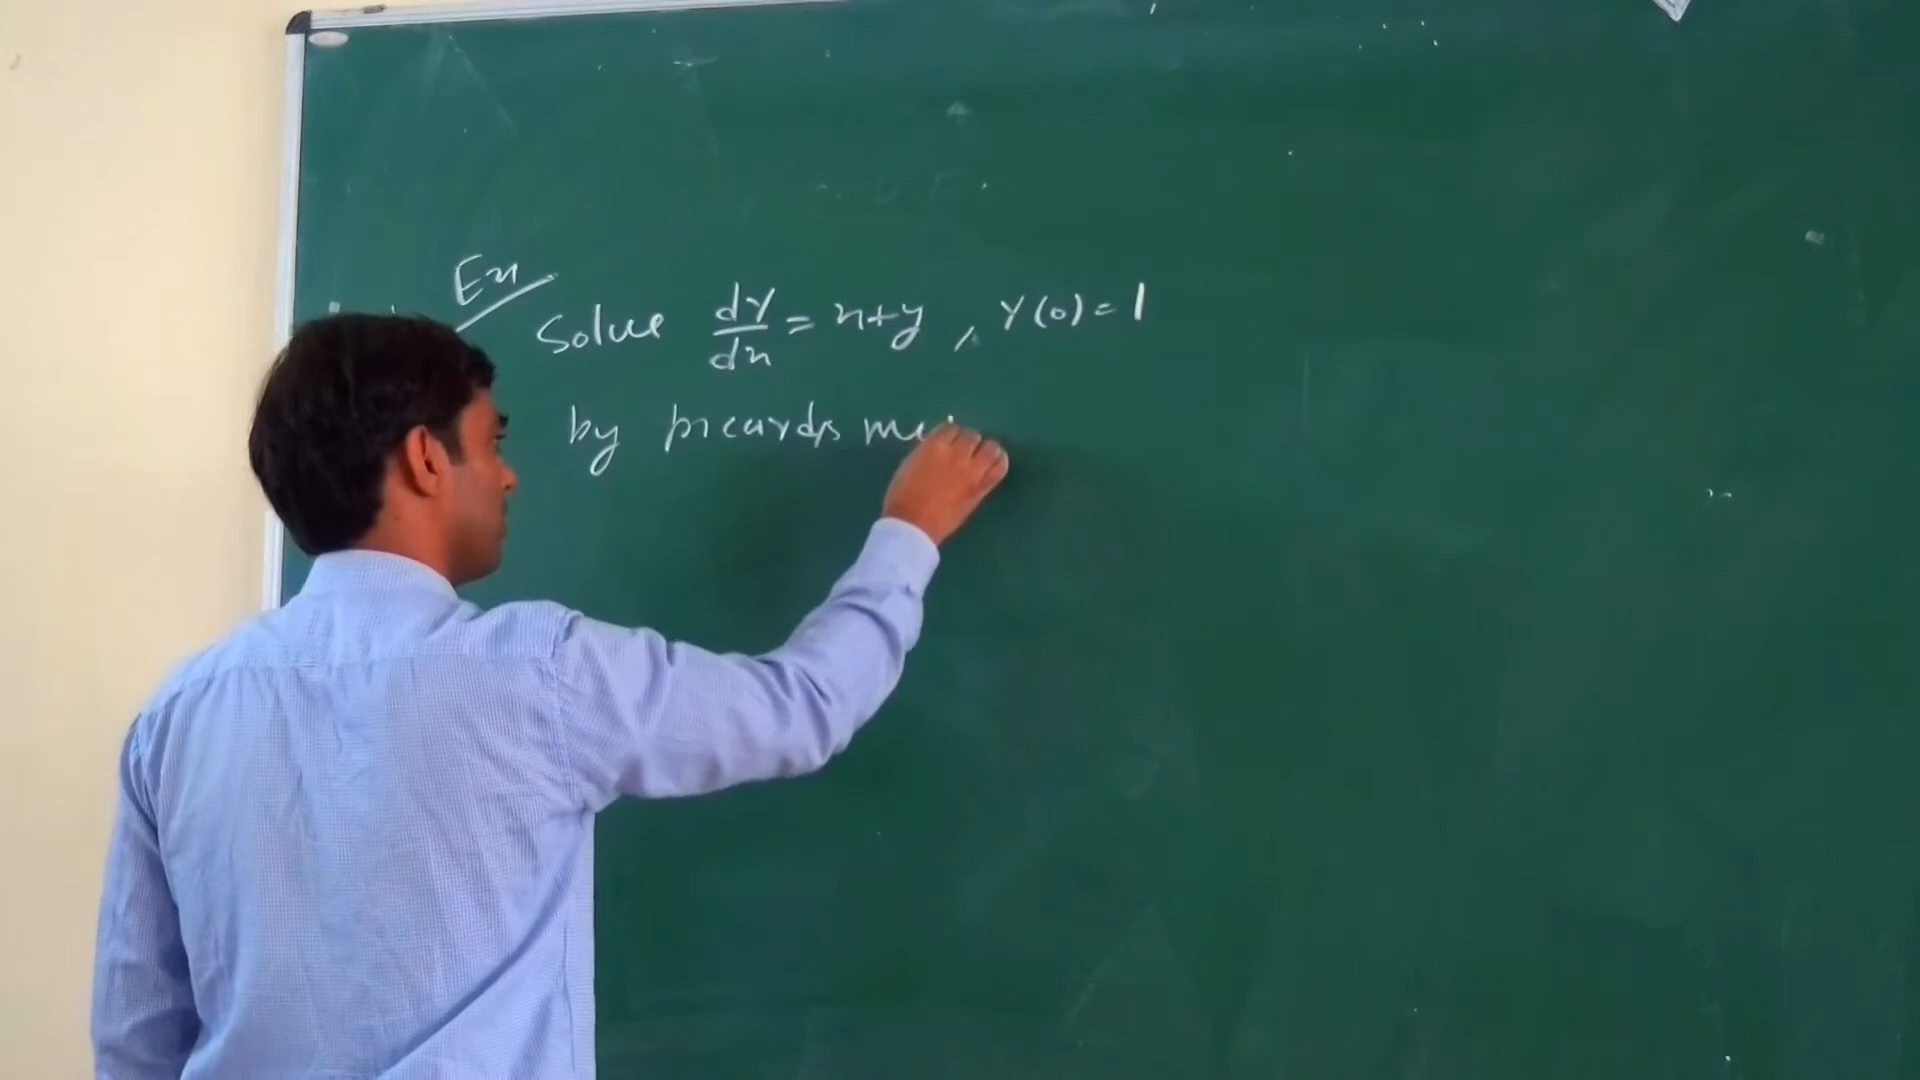 Ex
Solve dy/dx = x+y, Y(0) = 1
by picards